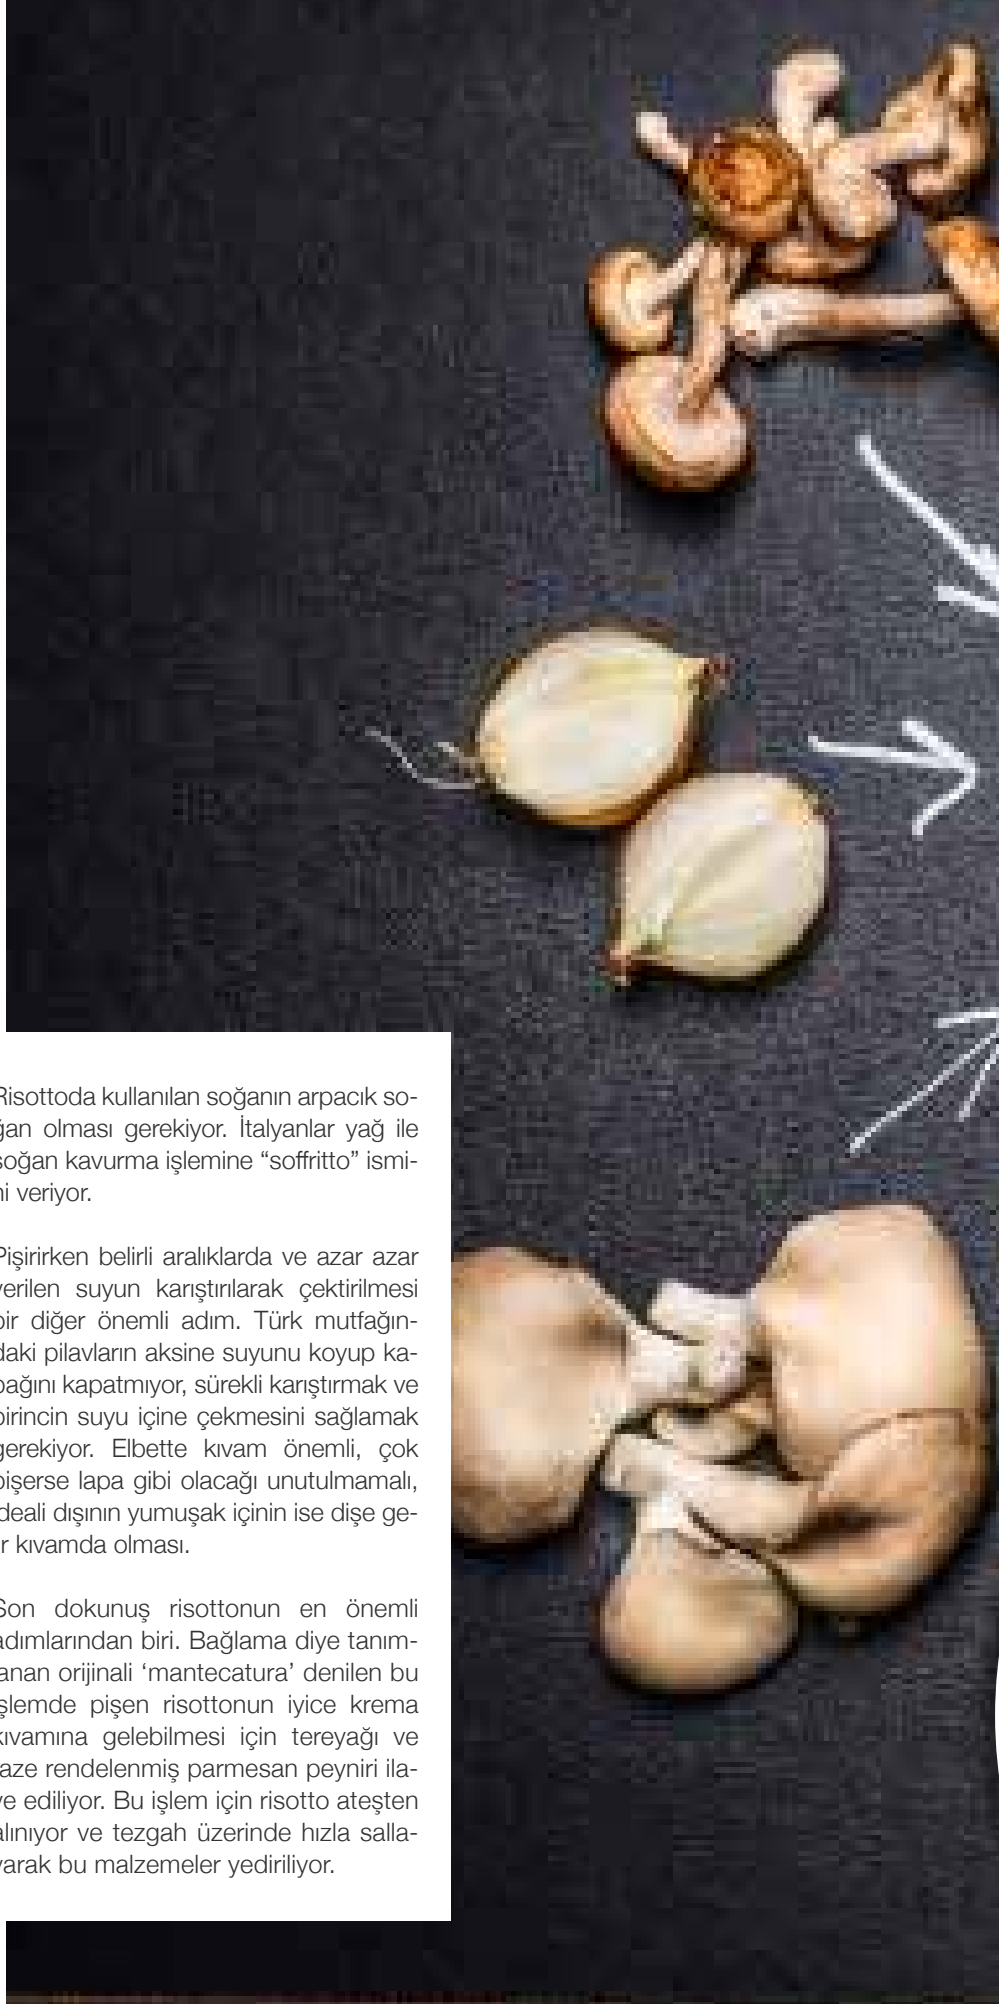 Risottoda kullanılan soğanın arpacık so-
ğan olması gerekiyor. İtalyanlar yağ ile
soğan kavurma işlemine “soffritto” ismi-
ni veriyor.
Pişirirken belirli aralıklarda ve azar azar
verilen suyun karıştırılarak çektirilmesi
bir diğer önemli adım. Türk mutfağın-
daki pilavların aksine suyunu koyup ka-
pağını kapatmıyor, sürekli karıştırmak ve
pirincin suyu içine çekmesini sağlamak
gerekiyor. Elbette kıvam önemli, çok
pişerse lapa gibi olacağı unutulmamalı,
ideali dışının yumuşak içinin ise dişe ge-
lir kıvamda olması.
Son dokunuş risottonun en önemli
adımlarından biri. Bağlama diye tanım-
lanan orijinali ‘mantecatura’ denilen bu
işlemde pişen risottonun iyice krema
kıvamına gelebilmesi için tereyağı ve
taze rendelenmiş parmesan peyniri ila-
ve ediliyor. Bu işlem için risotto ateşten
alınıyor ve tezgah üzerinde hızla salla-
yarak bu malzemeler yediriliyor.